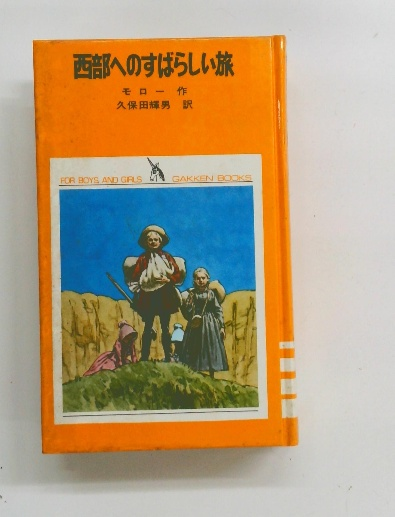 西部へのすばらしい旅
モロー 作
久保田輝男 訳
FOR BOYS AND GIRLS GAKKEN BOOKS